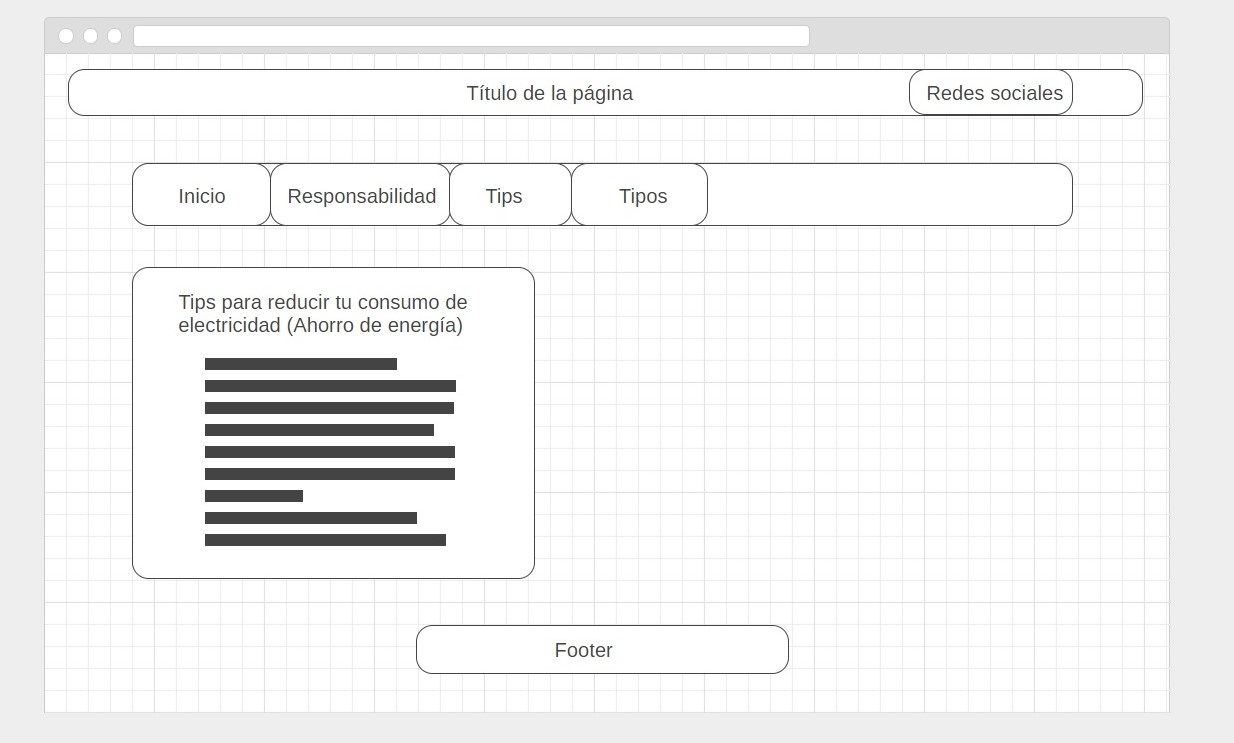 Título de la página
Redes sociales
Inicio
Responsabilidad
Tips
Tipos
Tips para reducir tu consumo de
electricidad (Ahorro de energía)
Footer